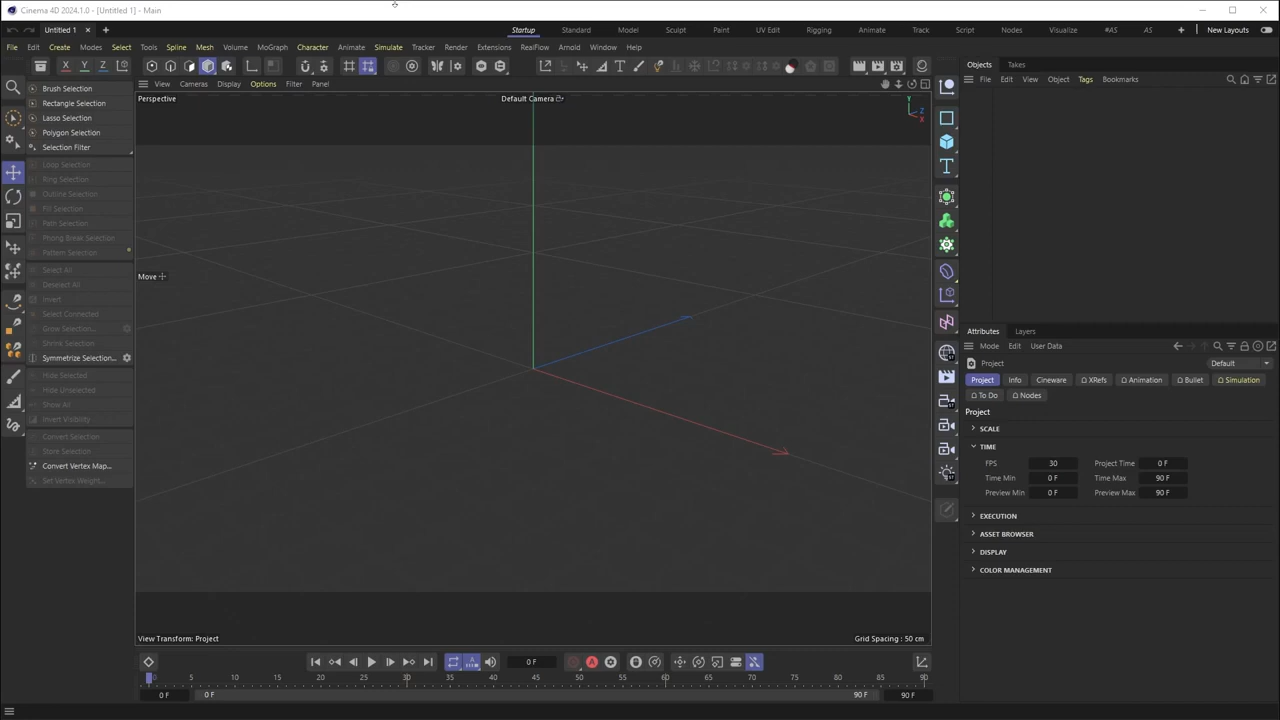 Cinema 4D 2024.1.0 - [Untitled 1] - Main
Untitled 1
Startup Standard Model Sculpt UV Edit Paint Rigging Animate Track Script Nodes Visualize #AS AS New Layouts
File Edit Create Modes Select Tools Spline Mesh Volume MoGraph Character Animate Simulate Tracker Render Extensions RealFlow Arnold Window Help
X Y Z
View Cameras Display Options Filter Panel
Perspective
Default Camera
Y
Z
X
Brush Selection
Rectangle Selection
Lasso Selection
Polygon Selection
Selection Filter
Loop Selection
Ring Selection
Outline Selection
Fill Selection
Path Selection
Phong Break Selection
Pattern Selection
Select All
Deselect All
Invert
Select Connected
Grow Selection...
Shrink Selection
Symmetrize Selection...
Hide Selected
Hide Unselected
Show All
Invert Visibility
Convert Selection
Store Selection
Convert Vertex Map...
Set Vertex Weight...
Move
View Transform: Project
Grid Spacing : 50 cm
0 F
0 5 10 15 20 25 30 35 40 45 50 55 60 65 70 75 80 85 90
0 F 0 F 90 F 90 F
Objects Takes
File Edit View Object Tags Bookmarks
Attributes Layers
Mode Edit User Data
Project Default
Project Info Cineware XRefs Animation Bullet Simulation
To Do Nodes
Project
SCALE
TIME
FPS 30 Project Time 0 F
Time Min 0 F Time Max 90 F
Preview Min 0 F Preview Max 90 F
EXECUTION
ASSET BROWSER
DISPLAY
COLOR MANAGEMENT